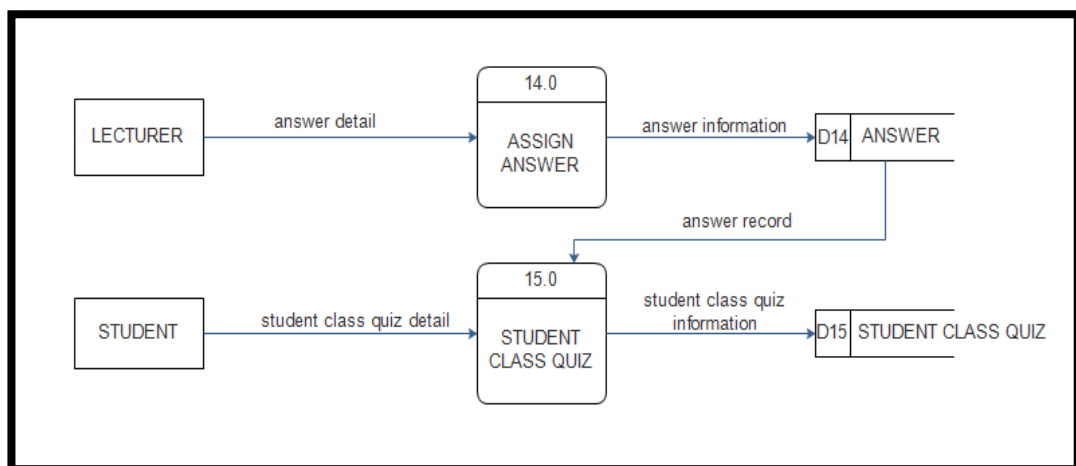 14.0
LECTURER
answer detail
ASSIGN
ANSWER
answer information
D14
ANSWER
answer record
15.0
STUDENT
student class quiz detail
STUDENT
CLASS QUIZ
student class quiz
information
D15
STUDENT CLASS QUIZ